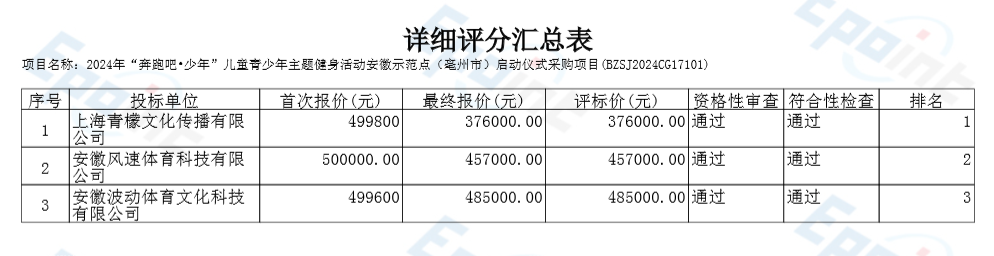 详细评分汇总表
项目名称：2024年“奔跑吧•少年”儿童青少年主题健身活动安徽示范点（亳州市）启动仪式采购项目(BZSJ2024CG17101)
序号 投标单位 首次报价(元) 最终报价(元) 评标价(元) 资格性审查 符合性检查 排名
1 上海青檬文化传播有限公司 499800 376000.00 376000.00 通过 通过 1
2 安徽风速体育科技有限公司 500000.00 457000.00 457000.00 通过 通过 2
3 安徽波动体育文化科技有限公司 499600 485000.00 485000.00 通过 通过 3
Epoint
Epoint
Epoint
Epoint